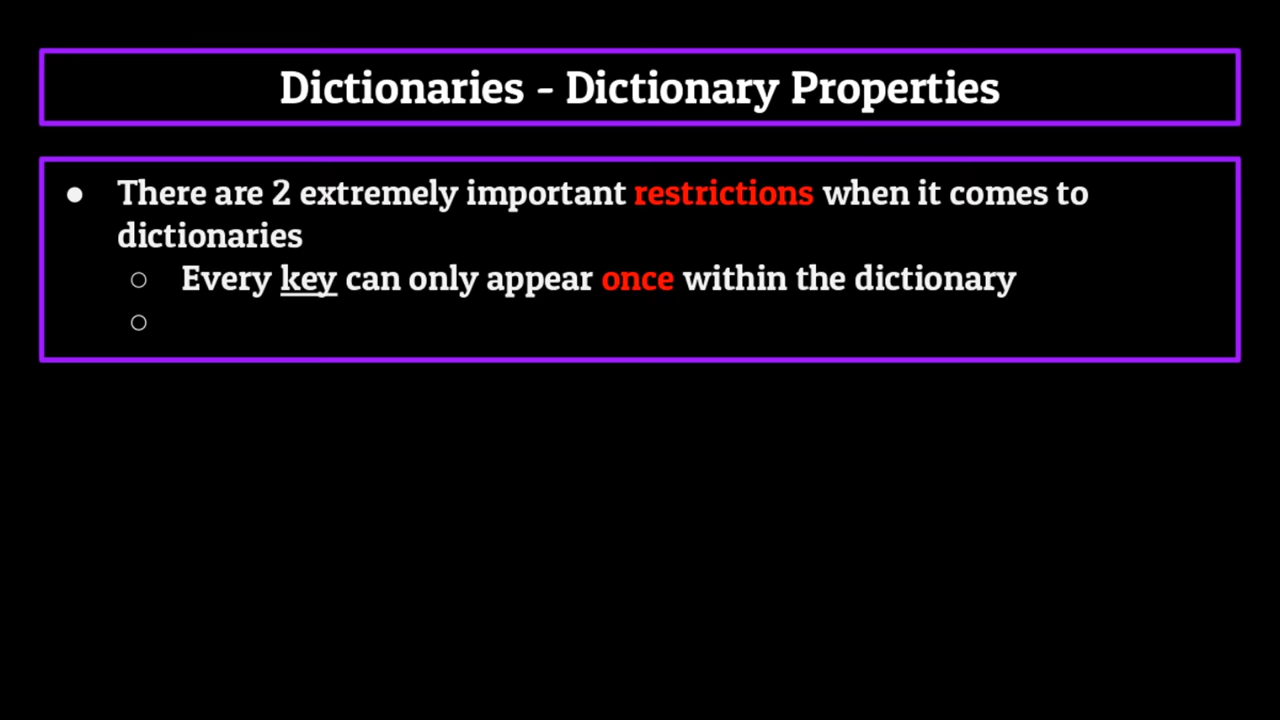 Dictionaries - Dictionary Properties
● There are 2 extremely important restrictions when it comes to
dictionaries
○ Every key can only appear once within the dictionary
○